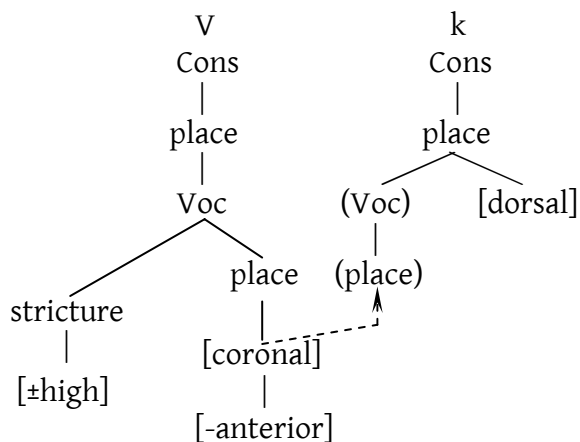 V k
Cons Cons
place place
Voc (Voc) [dorsal]
place (place)
stricture
[coronal]
[±high]
[-anterior]